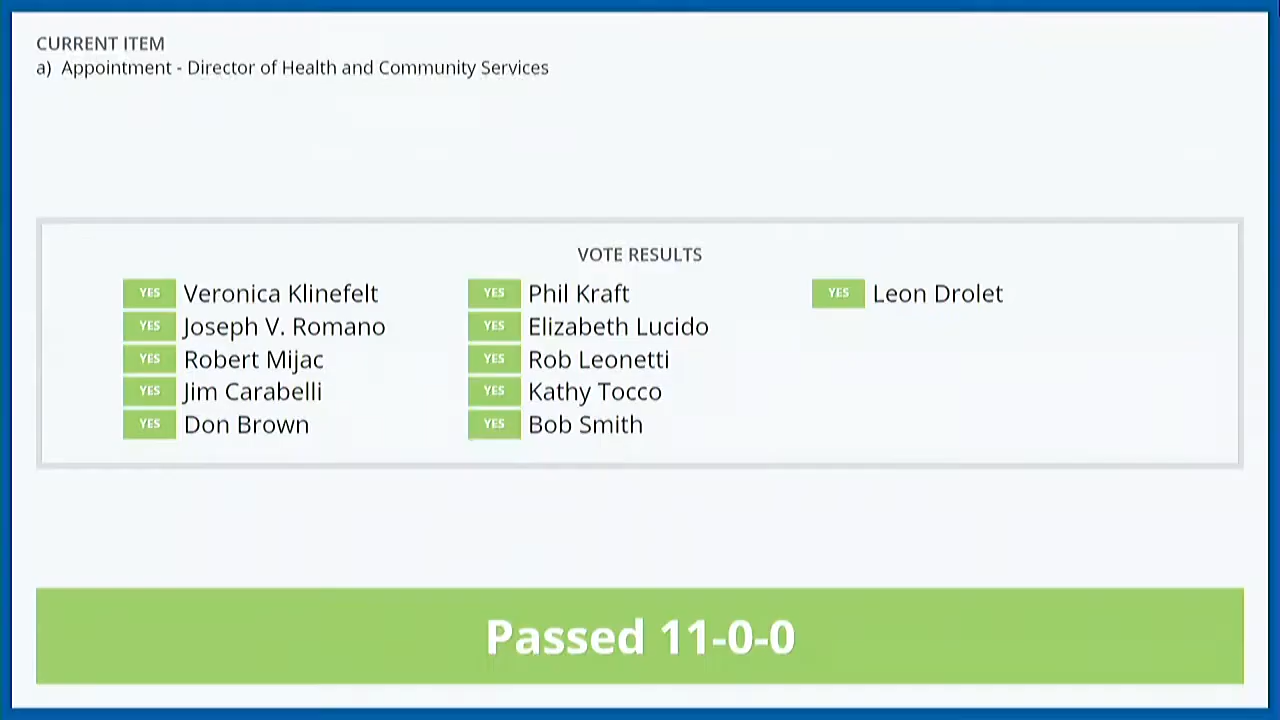 CURRENT ITEM
a) Appointment - Director of Health and Community Services
VOTE RESULTS
YES Veronica Klinefelt
YES Joseph V. Romano
YES Robert Mijac
YES Jim Carabelli
YES Don Brown
YES Phil Kraft
YES Elizabeth Lucido
YES Rob Leonetti
YES Kathy Tocco
YES Bob Smith
YES Leon Drolet
Passed 11-0-0